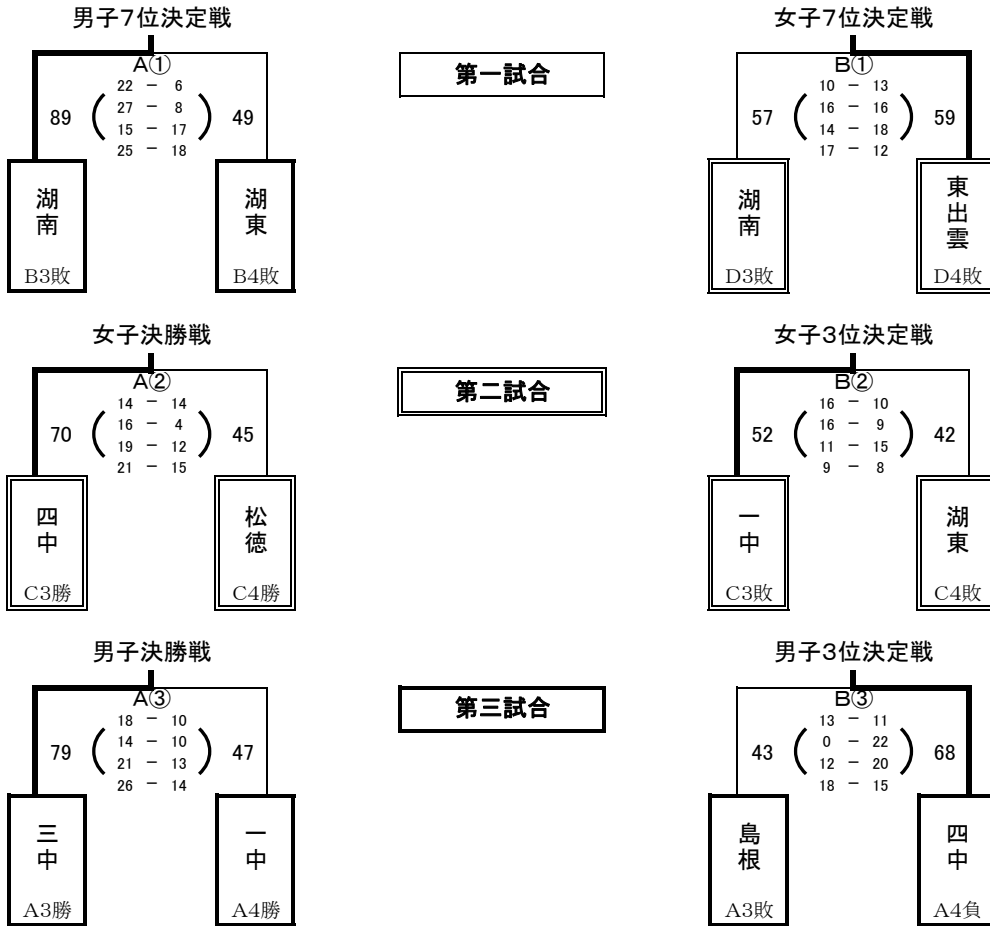 男子7位決定戦
A①
89 ( 22 － 6 ) 49
27 － 8
15 － 17
25 － 18
湖南
B3敗
湖東
B4敗
第一試合
女子7位決定戦
B①
57 ( 10 － 13 ) 59
16 － 16
14 － 18
17 － 12
湖南
D3敗
東出雲
D4敗
女子決勝戦
A②
70 ( 14 － 14 ) 45
16 － 4
19 － 12
21 － 15
四中
C3勝
松徳
C4勝
第二試合
女子3位決定戦
B②
52 ( 16 － 10 ) 42
16 － 9
11 － 15
9 － 8
一中
C3敗
湖東
C4敗
男子決勝戦
A③
79 ( 18 － 10 ) 47
14 － 10
21 － 13
26 － 14
三中
A3勝
一中
A4勝
第三試合
男子3位決定戦
B③
43 ( 13 － 11 ) 68
0 － 22
12 － 20
18 － 15
島根
A3敗
四中
A4負